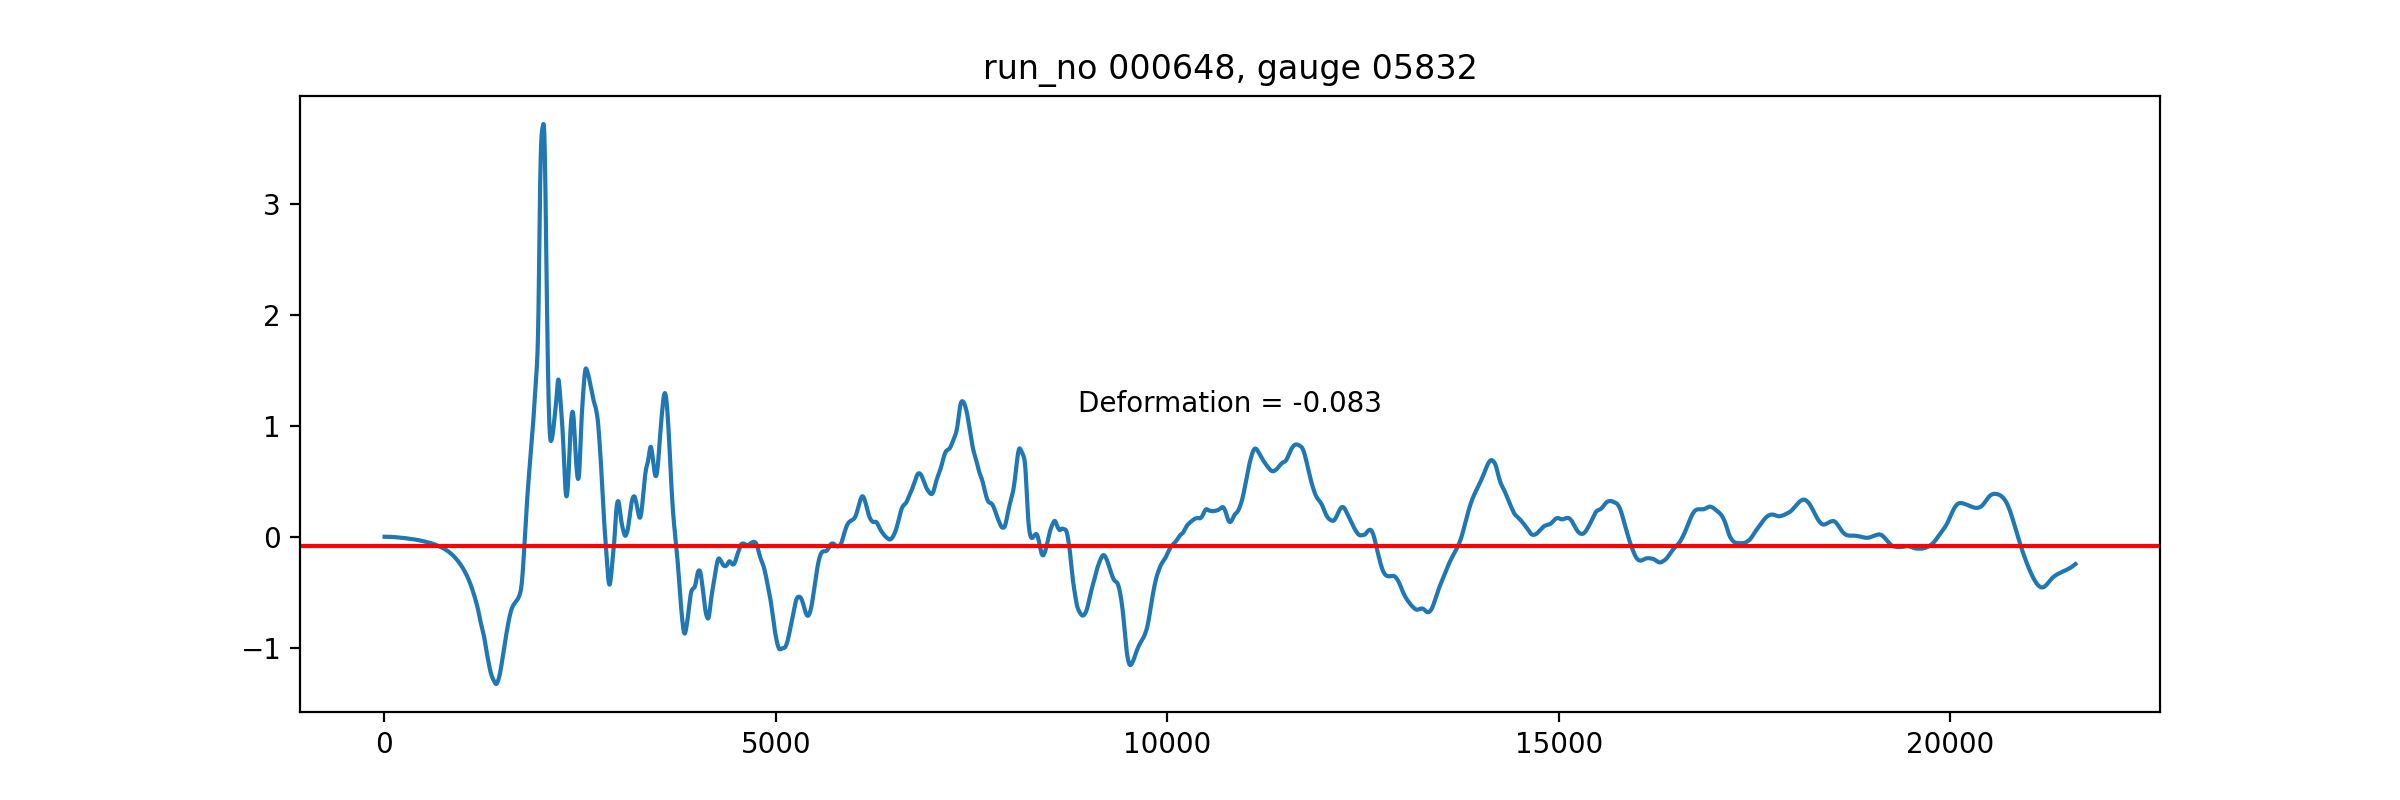 run_no 000648, gauge 05832
3
2
1
0
−1
Deformation = -0.083
0 5000 10000 15000 20000